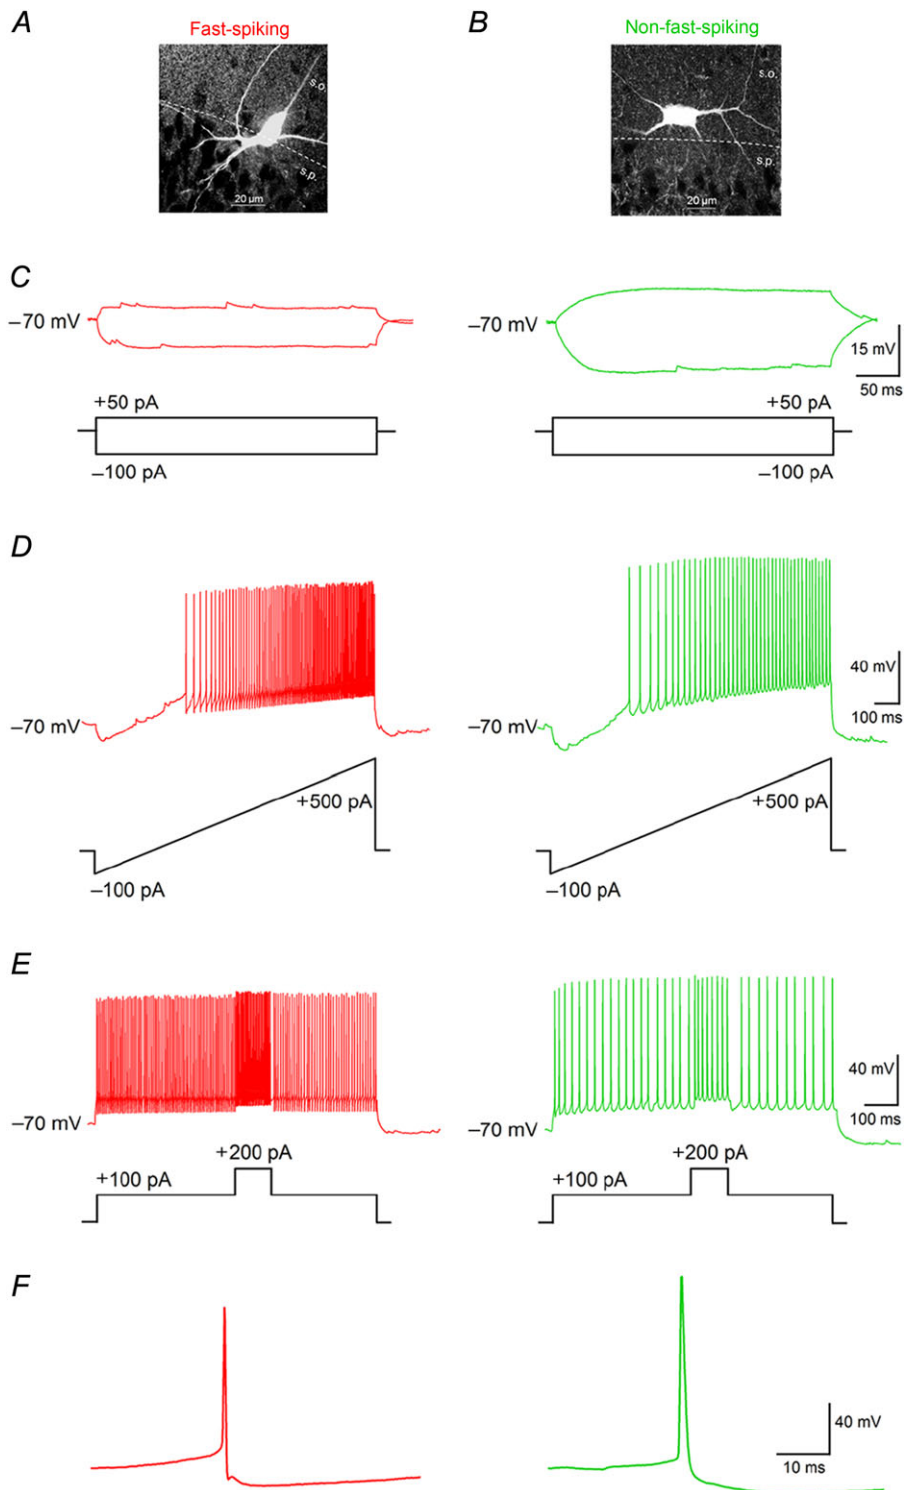 A
Fast-spiking
B
Non-fast-spiking
s.o.
s.p.
20 µm
s.o.
s.p.
20 µm
C
–70 mV
–70 mV
15 mV
50 ms
+50 pA
–100 pA
+50 pA
–100 pA
D
–70 mV
–70 mV
40 mV
100 ms
+500 pA
–100 pA
+500 pA
–100 pA
E
–70 mV
–70 mV
40 mV
100 ms
+200 pA
+100 pA
+200 pA
+100 pA
F
40 mV
10 ms